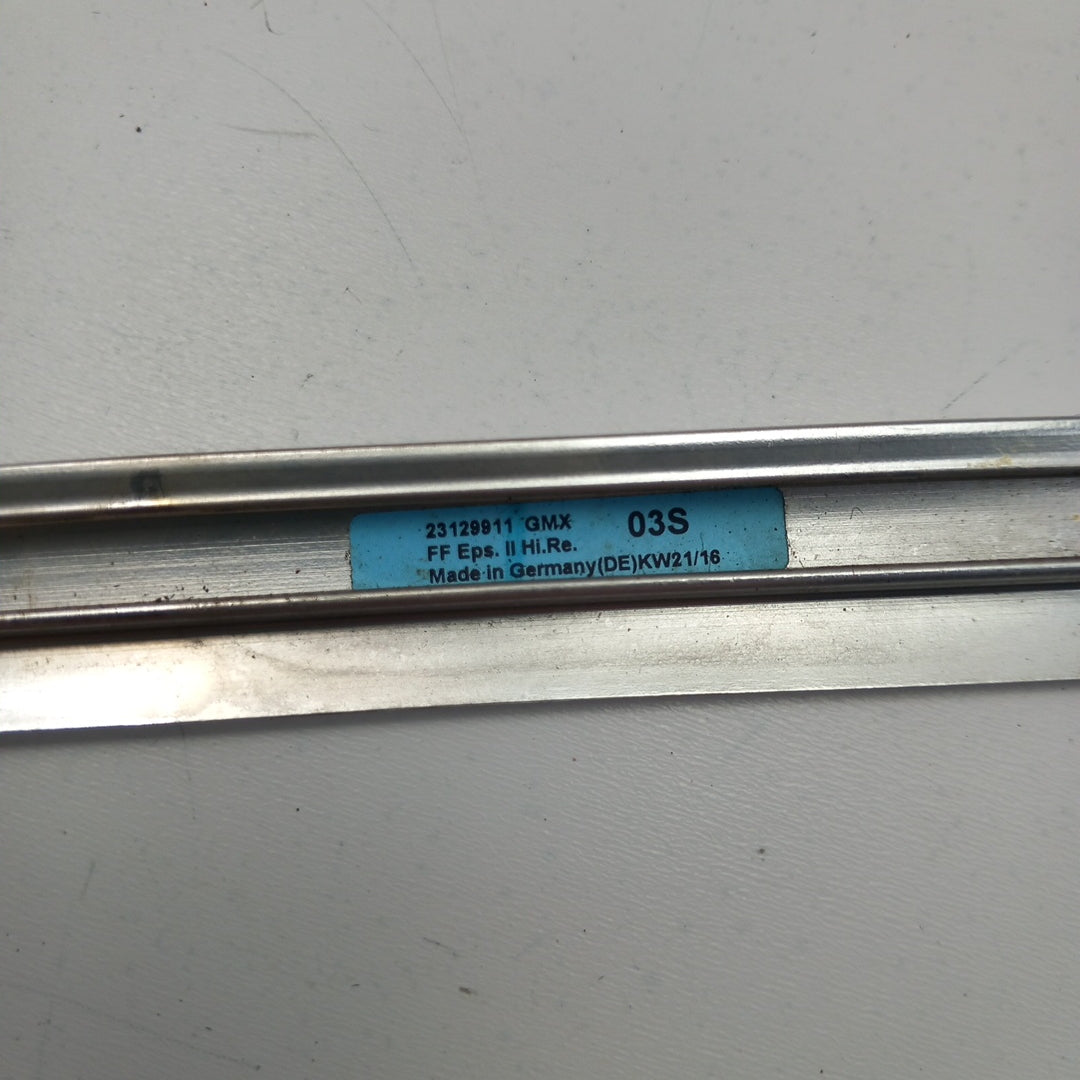 23129911 GMX 03S
FF Eps. II Hi.Re.
Made in Germany(DE)KW21/16